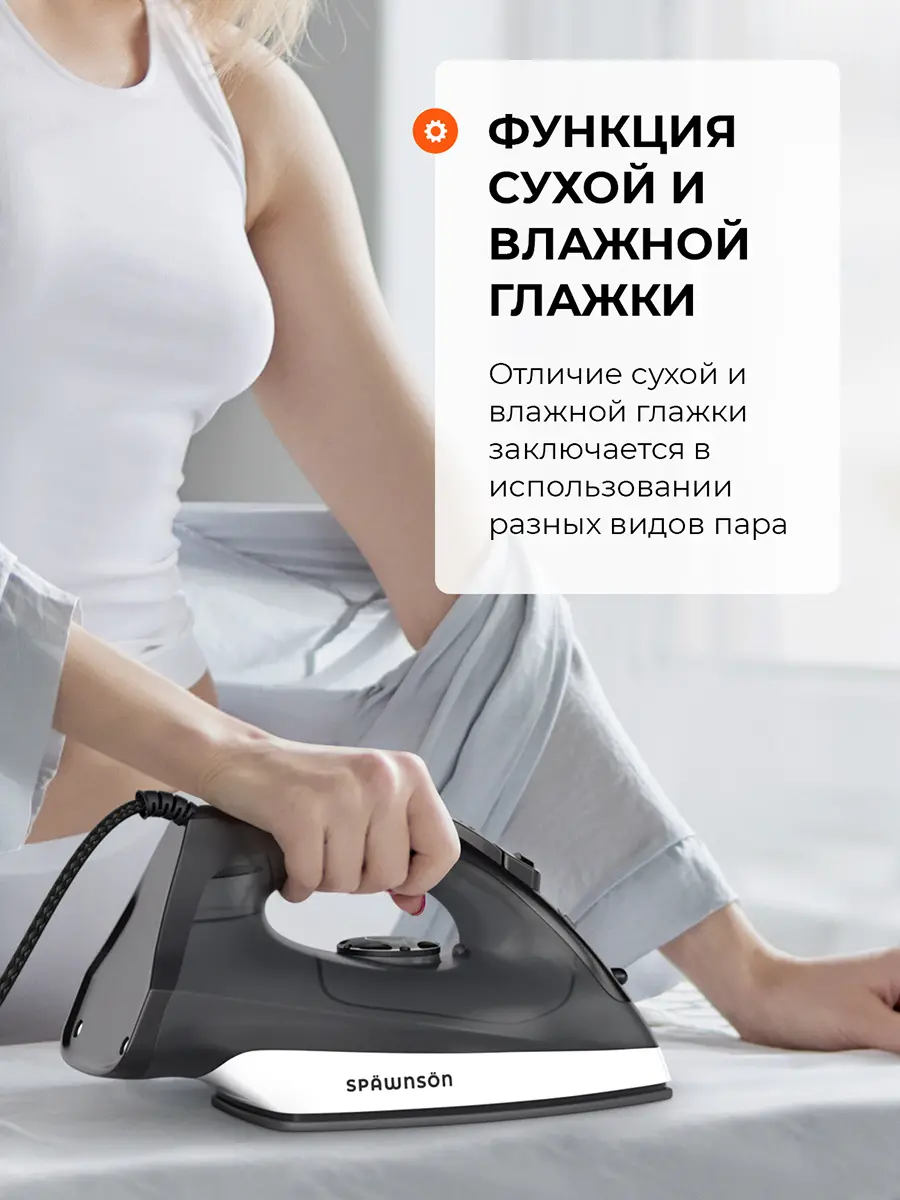 ФУНКЦИЯ
СУХОЙ И
ВЛАЖНОЙ
ГЛАЖКИ
Отличие сухой и
влажной глажки
заключается в
использовании
разных видов пара
SPÄWNSÖN